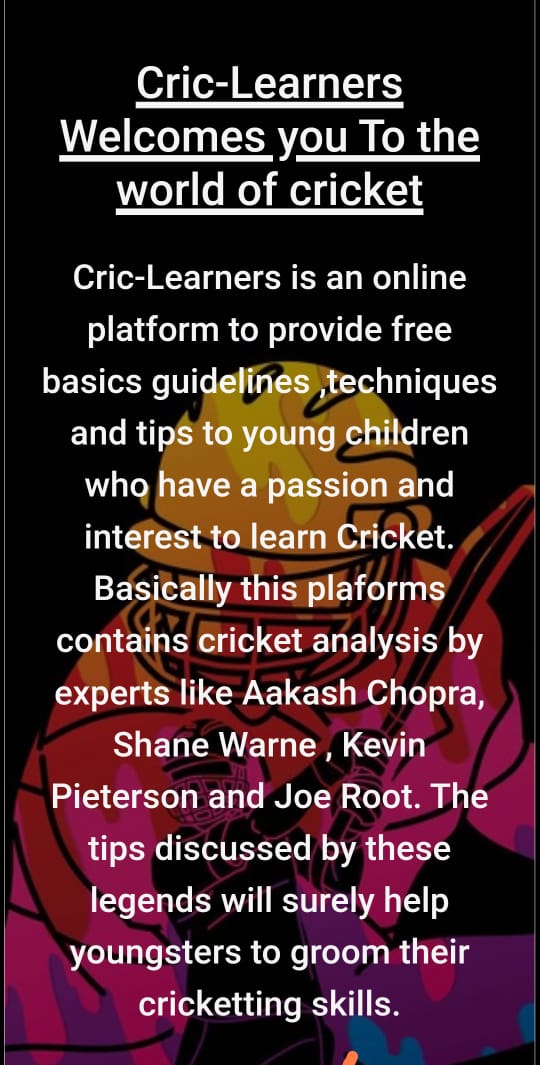 Cric-Learners
Welcomes you To the
world of cricket
Cric-Learners is an online
platform to provide free
basics guidelines ,techniques
and tips to young children
who have a passion and
interest to learn Cricket.
Basically this plaforms
contains cricket analysis by
experts like Aakash Chopra,
Shane Warne , Kevin
Pieterson and Joe Root. The
tips discussed by these
legends will surely help
youngsters to groom their
cricketting skills.